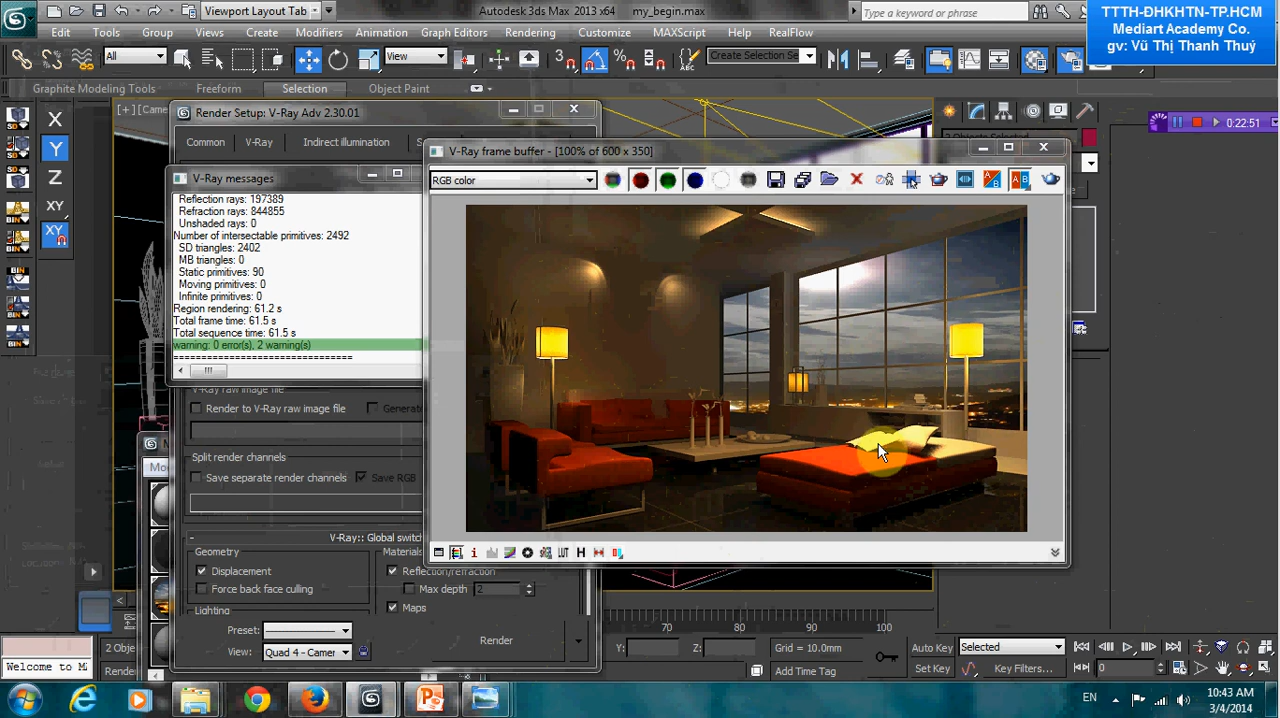 Viewport Layout Tab
Autodesk 3ds Max 2013 x64
my_begin.max
Type a keyword or phrase
TTTH-DHKHTN-TP.HCM
Mediart Academy Co.
gv: Vũ Thị Thanh Thuý
Edit
Tools
Group
Views
Create
Modifiers
Animation
Graph Editors
Rendering
Customize
MAXScript
Help
RealFlow
All
View
3
Create Selection Se
Graphite Modeling Tools
Freeform
Selection
Object Paint
[+] [Came
Render Setup: V-Ray Adv 2.30.01
0:22:51
X
Y
Z
XY
XY
Common
V-Ray
Indirect illumination
V-Ray frame buffer - [100% of 600 x 350]
RGB color
V-Ray messages
Reflection rays: 197389
Refraction rays: 844855
Unshaded rays: 0
Number of intersectable primitives: 2492
SD triangles: 2402
MB triangles: 0
Static primitives: 90
Moving primitives: 0
Infinite primitives: 0
Region rendering: 61.2 s
Total frame time: 61.5 s
Total sequence time: 61.5 s
warning: 0 error(s), 2 warning(s)
==============================
V-Ray raw image file
Render to V-Ray raw image file
Generat
Split render channels
Save separate render channels
Save RGB
V-Ray:: Global switch
Geometry
Materials
Displacement
Reflection/refraction
Force back face culling
Max depth
2
Lighting
Maps
Preset:
View:
Quad 4 - Camer
Render
LUT
H
70
80
90
100
2 Obje
Y:
Z:
Grid = 10.0mm
Add Time Tag
Auto Key
Selected
Set Key
Key Filters...
0
Welcome to M
Rende
EN
10:43 AM
3/4/2014